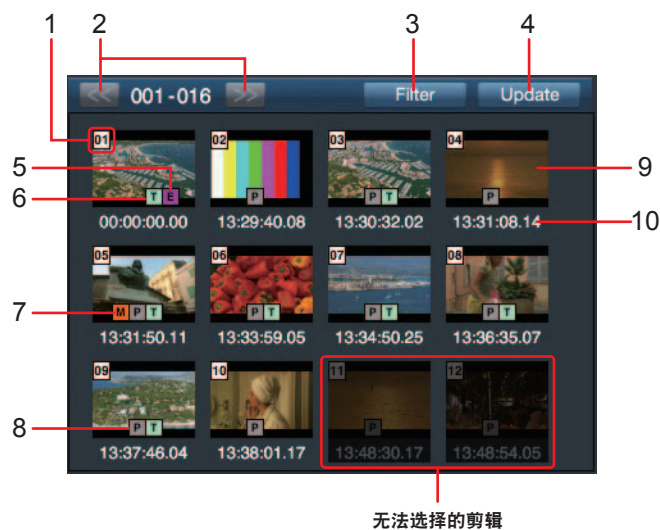 1 2 3 4
<< 001-016 >> Filter Update
01 02 03 04
5 9
6 T E P P T P
00:00:00.00 13:29:40.08 13:30:32.02 13:31:08.14 10
05 06 07 08
7 M P T P T P T P T
13:31:50.11 13:33:59.05 13:34:50.25 13:36:35.07
09 10 11 12
8 P T P P P
13:37:46.04 13:38:01.17 13:48:30.17 13:48:54.05
无法选择的剪辑